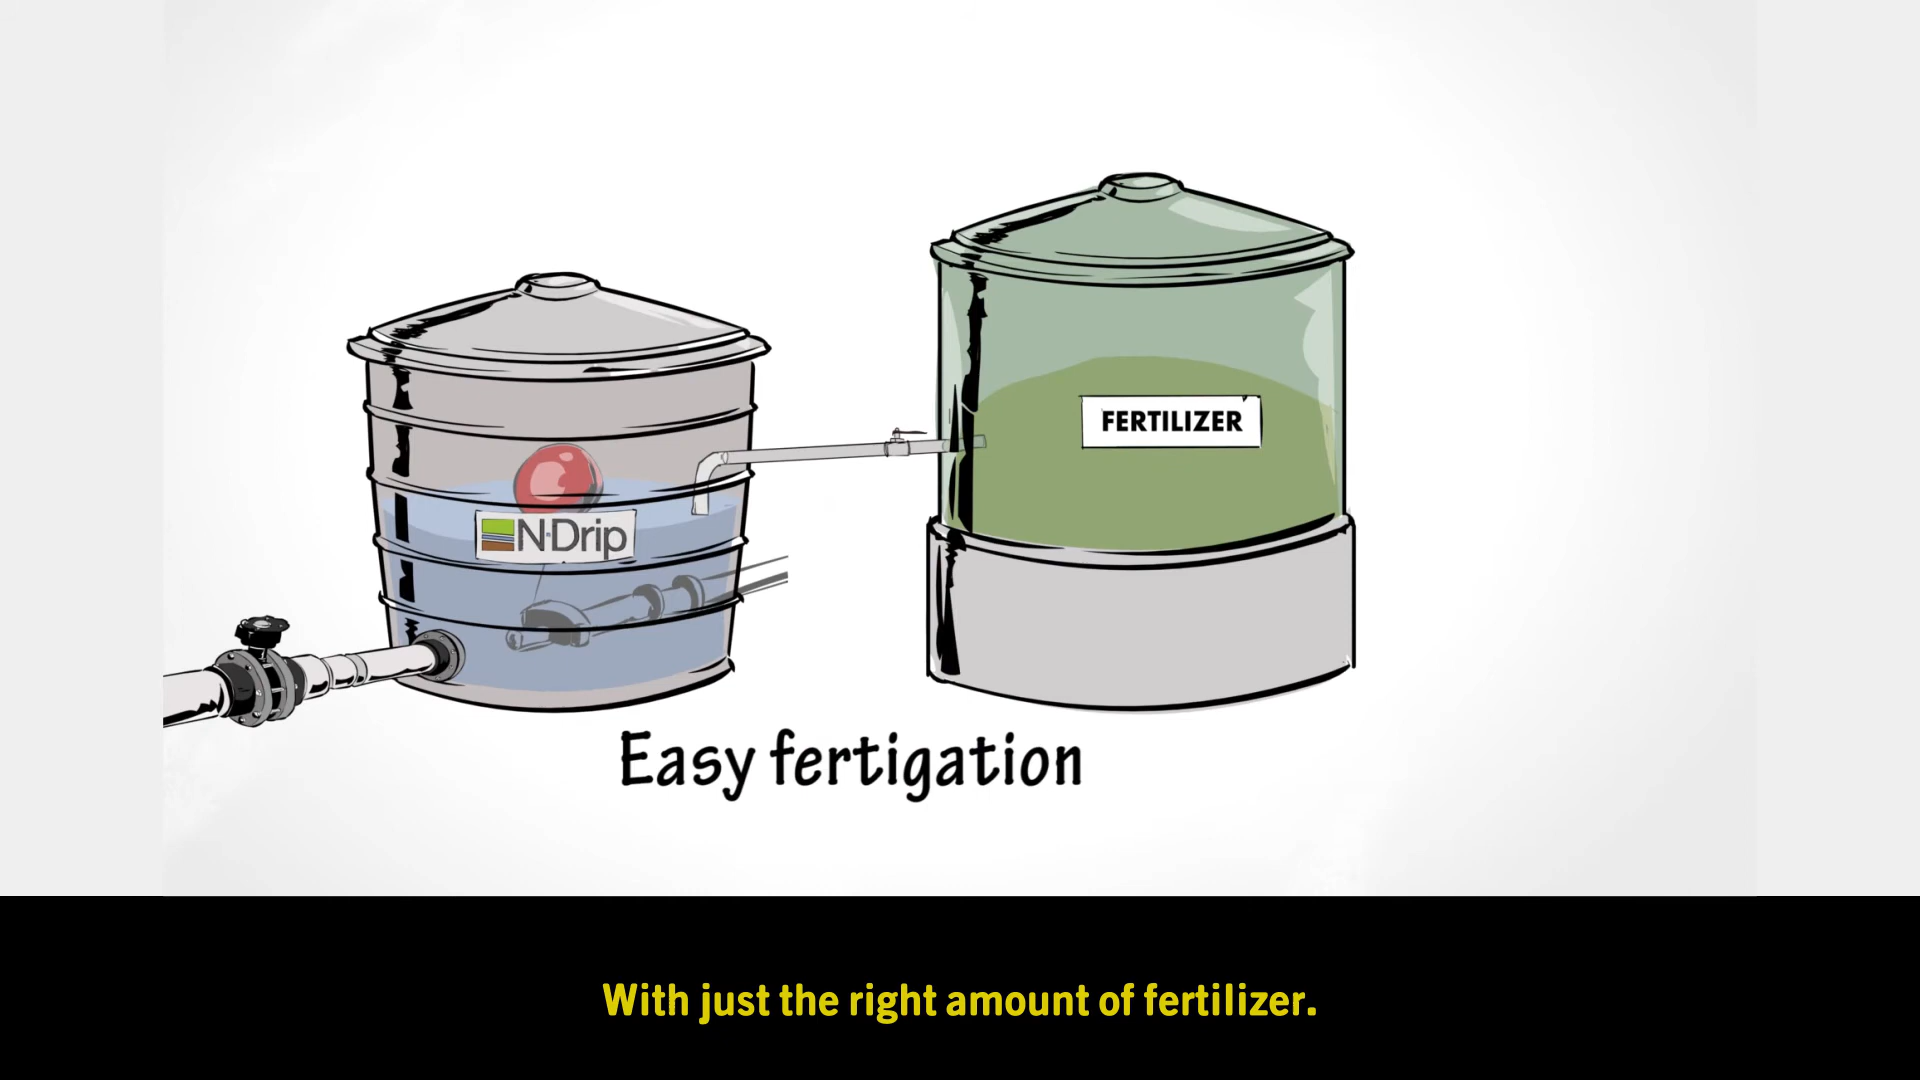 FERTILIZER
N·Drip
Easy fertigation
With just the right amount of fertilizer.